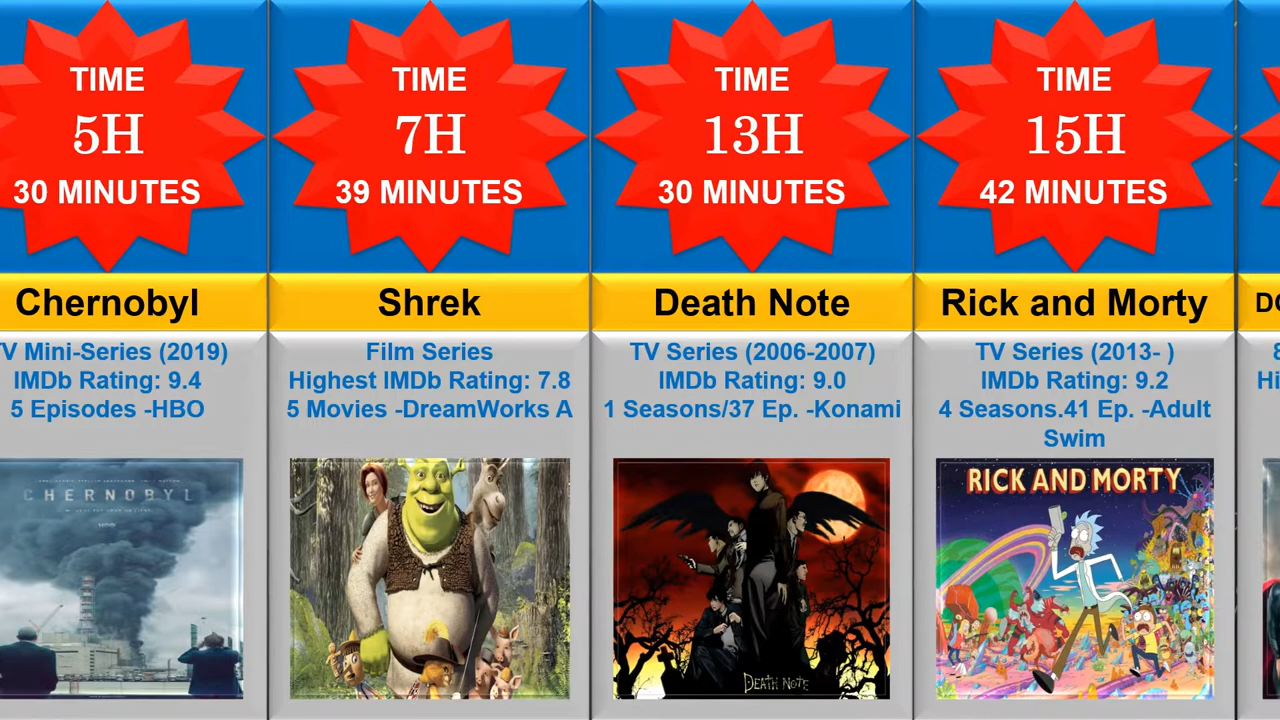 TIME
5H
30 MINUTES
Chernobyl
TV Mini-Series (2019)
IMDb Rating: 9.4
5 Episodes -HBO
CHERNOBYL
TIME
7H
39 MINUTES
Shrek
Film Series
Highest IMDb Rating: 7.8
5 Movies -DreamWorks A
TIME
13H
30 MINUTES
Death Note
TV Series (2006-2007)
IMDb Rating: 9.0
1 Seasons/37 Ep. -Konami
DEATH NOTE
TIME
15H
42 MINUTES
Rick and Morty
TV Series (2013- )
IMDb Rating: 9.2
4 Seasons.41 Ep. -Adult
Swim
RICK AND MORTY